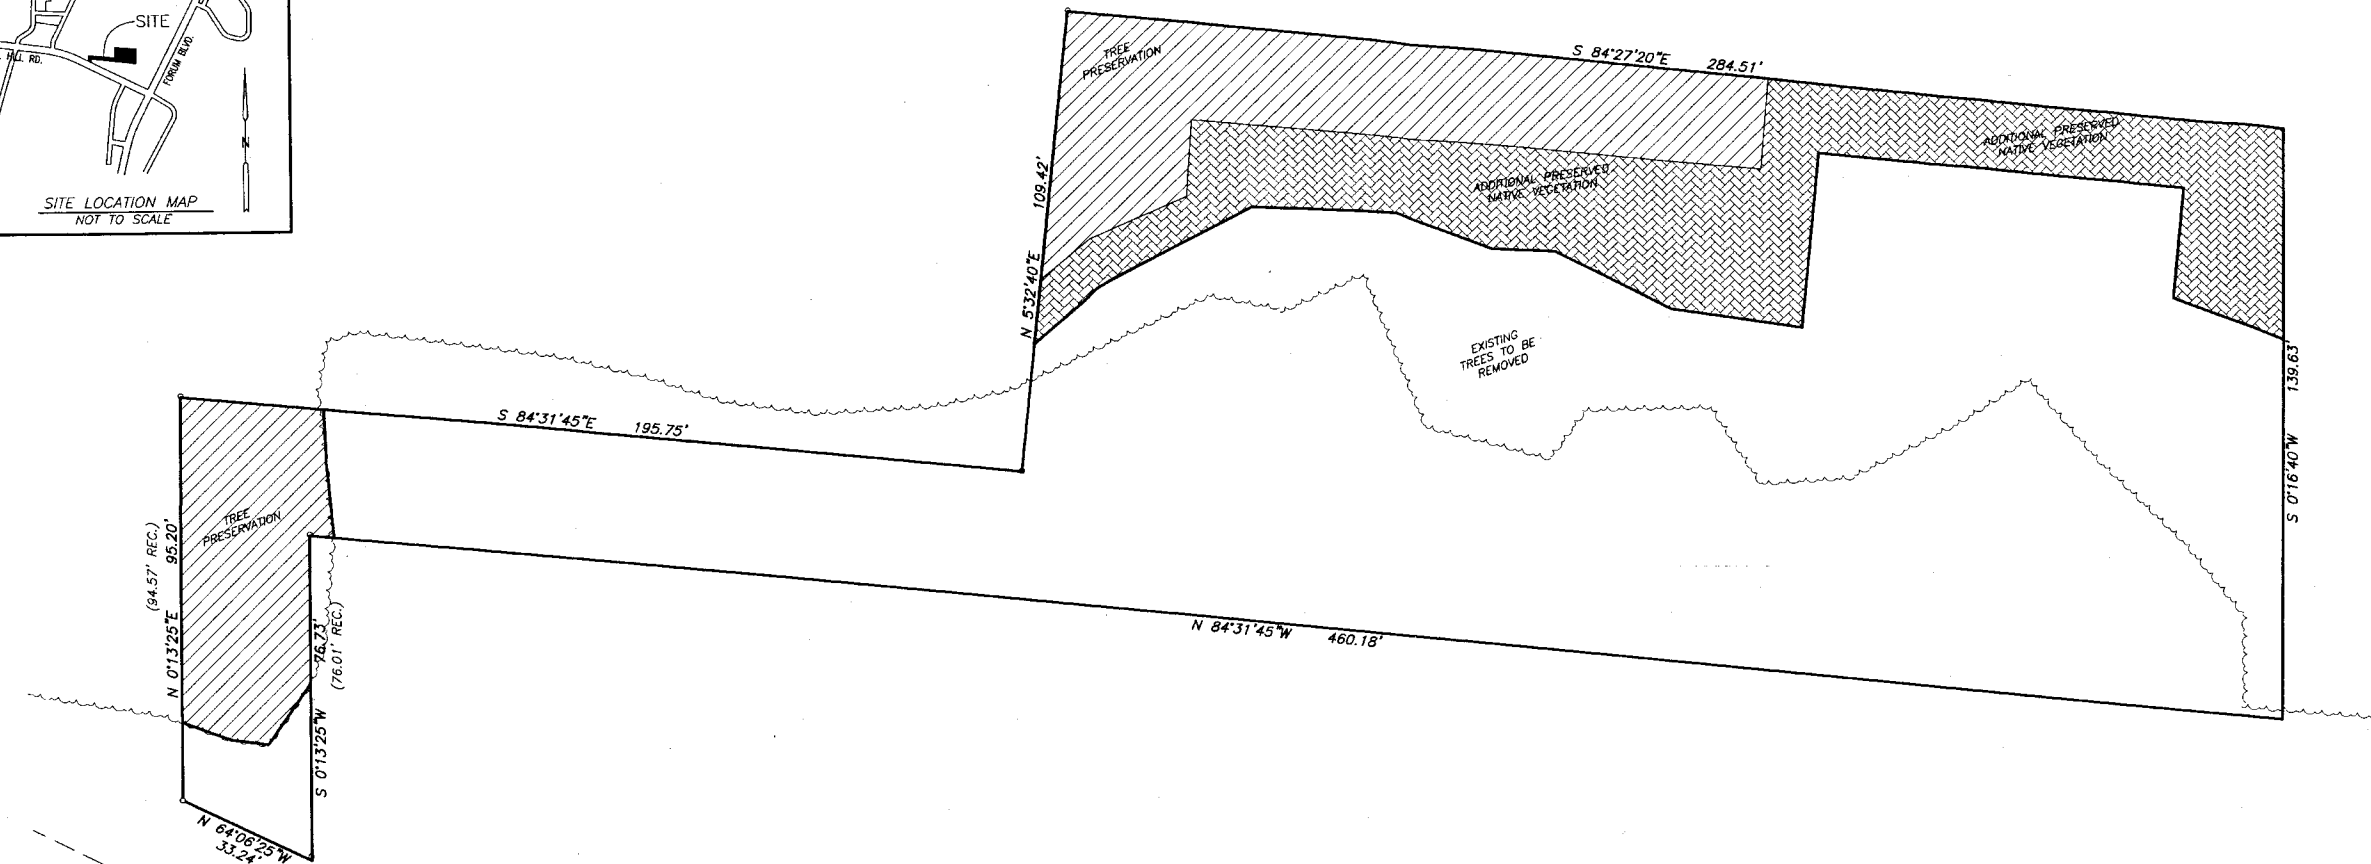 SITE
HILL RD.
FORUM BLVD.
N
SITE LOCATION MAP
NOT TO SCALE
TREE
PRESERVATION
S 84°27'20"E 284.51'
ADDITIONAL PRESERVED
NATIVE VEGETATION
ADDITIONAL PRESERVED
NATIVE VEGETATION
N 5°32'40"E 109.42'
EXISTING
TREES TO BE
REMOVED
S 0°16'40"W 139.63'
S 84°31'45"E 195.75'
TREE
PRESERVATION
(94.57' REC.)
N 0°13'25"E 95.20'
S 0°13'25"W 76.73'
(76.01' REC.)
N 84°31'45"W 460.18'
N 64°06'25"W
33.24'